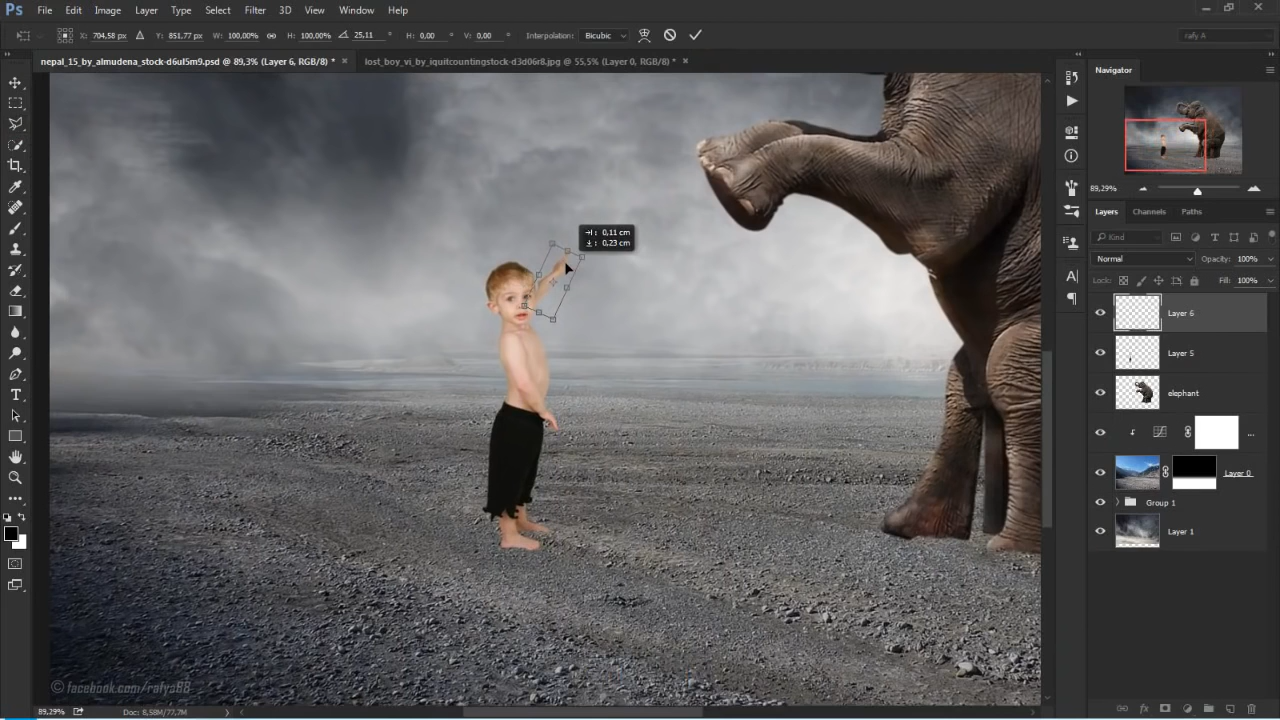 Ps File Edit Image Layer Type Select Filter 3D View Window Help
X: 704,58 px Y: 851,77 px W: 100,00% H: 100,00% 25,11 ° H: 0,00 ° V: 0,00 ° Interpolation: Bicubic rafy A
nepal_15_by_almudena_stock-d6ul5m9.psd @ 89,3% (Layer 6, RGB/8) * ×
lost_boy_vi_by_iquitcountingstock-d3d06r8.jpg @ 55,5% (Layer 0, RGB/8) * ×
Navigator
89,29%
Layers Channels Paths
Kind
Normal Opacity: 100%
Lock: Fill: 100%
Layer 6
Layer 5
elephant
...
Layer 0
Group 1
Layer 1
: 0,11 cm
: 0,23 cm
© facebook.com/rafya88
89,29% Doc: 8,58M/77,7M